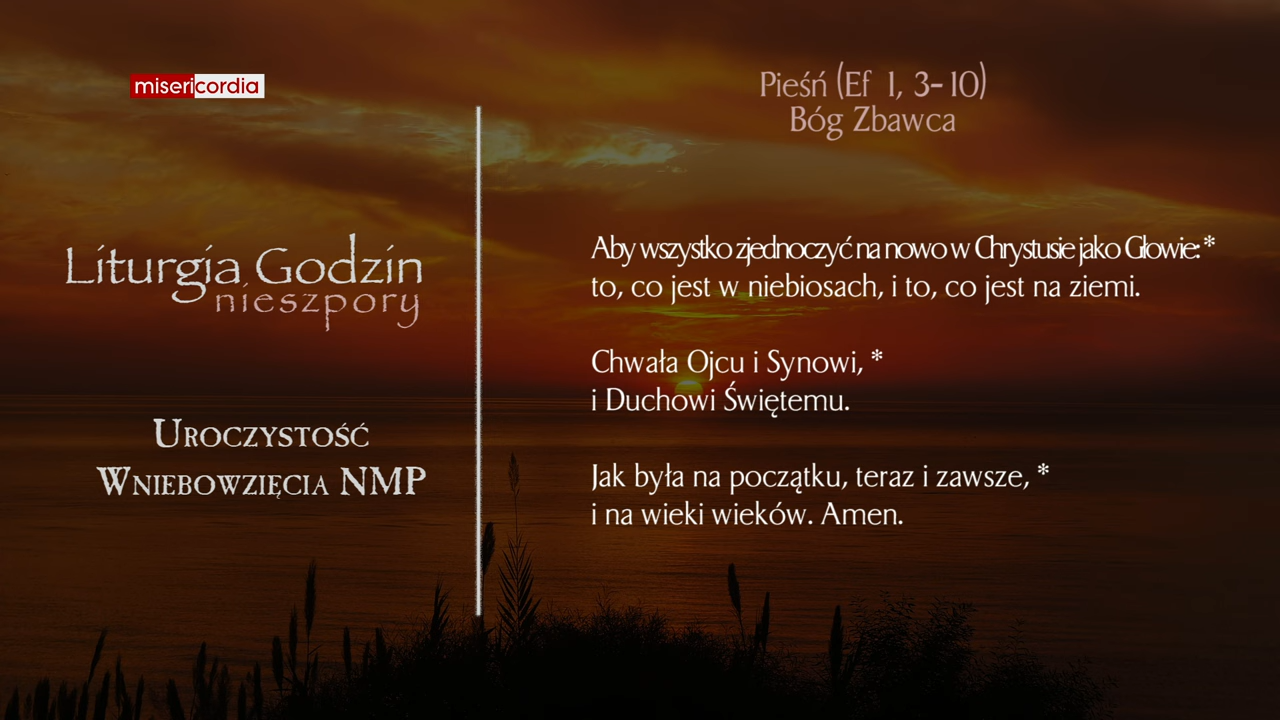 misericordia
Liturgia Godzin
nieszpory
Uroczystość
Wniebowzięcia NMP
Pieśń (Ef 1, 3-10)
Bóg Zbawca
Aby wszystko zjednoczyć na nowo w Chrystusie jako Głowie: *
to, co jest w niebiosach, i to, co jest na ziemi.
Chwała Ojcu i Synowi, *
i Duchowi Świętemu.
Jak była na początku, teraz i zawsze, *
i na wieki wieków. Amen.